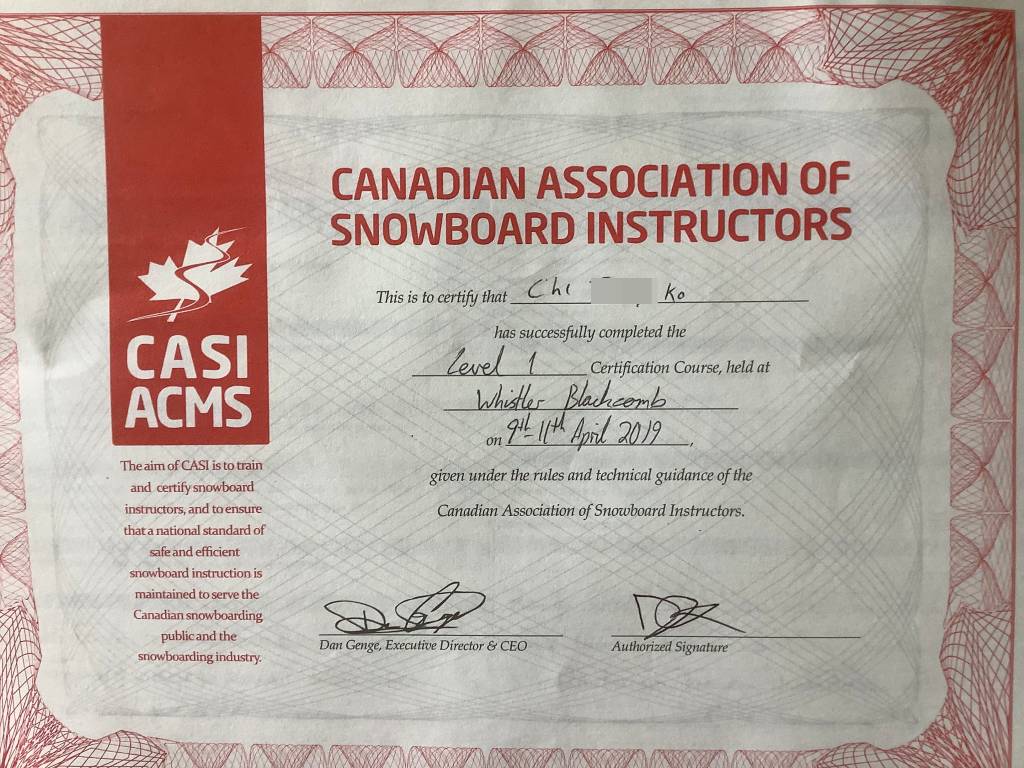 CANADIAN ASSOCIATION OF
SNOWBOARD INSTRUCTORS
This is to certify that Chi Ko
has successfully completed the
Level 1 Certification Course, held at
Whistler Blackcomb
on 9th-11th April 2019,
given under the rules and technical guidance of the
Canadian Association of Snowboard Instructors.
Dan Genge, Executive Director & CEO
Authorized Signature
CASI
ACMS
The aim of CASI is to train
and certify snowboard
instructors, and to ensure
that a national standard of
safe and efficient
snowboard instruction is
maintained to serve the
Canadian snowboarding
public and the
snowboarding industry.